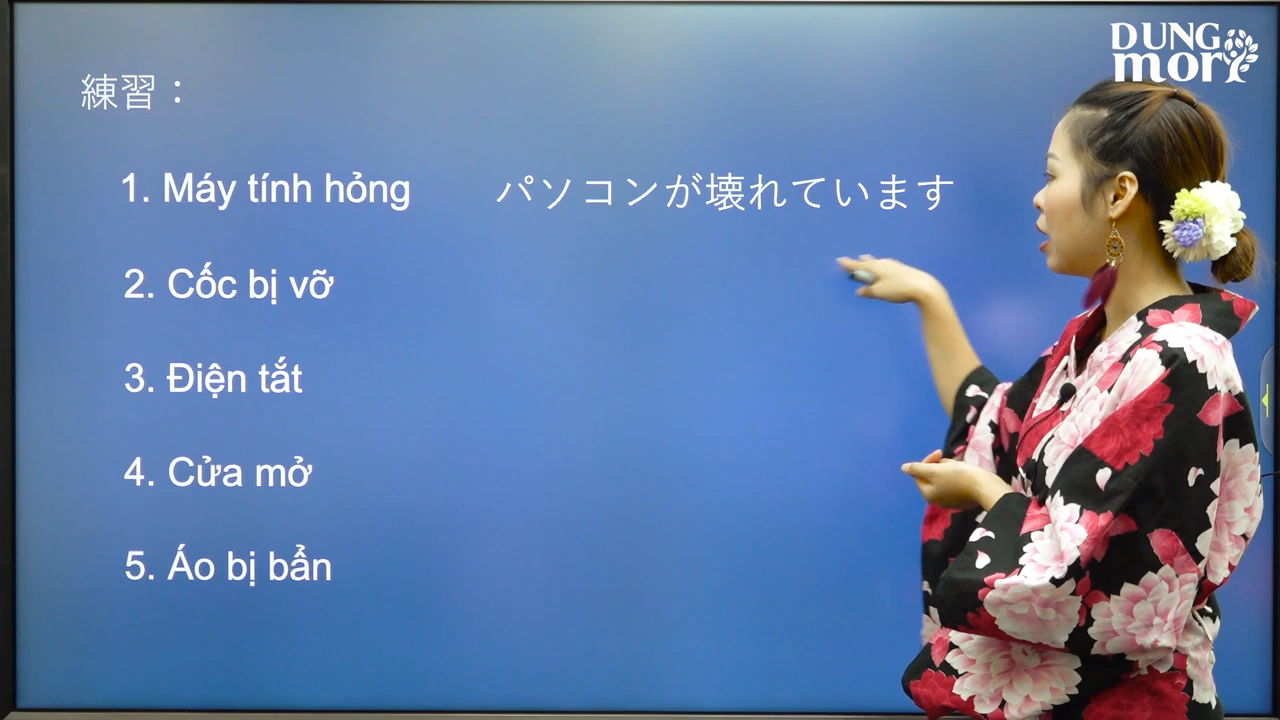 DUNG
mori
練習：
1. Máy tính hỏng パソコンが壊れています
2. Cốc bị vỡ
3. Điện tắt
4. Cửa mở
5. Áo bị bẩn